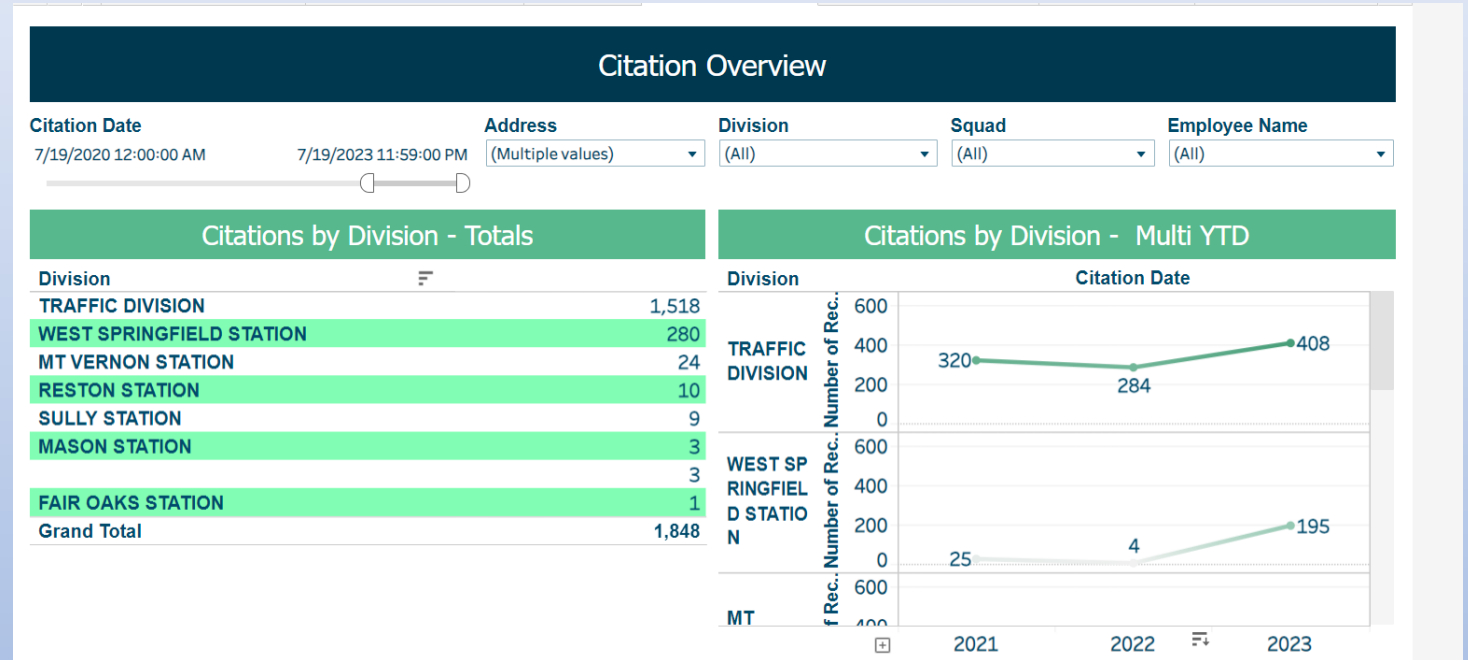 Citation Overview
Citation Date
Address
Division
Squad
Employee Name
7/19/2020 12:00:00 AM
7/19/2023 11:59:00 PM
(Multiple values)
(All)
(All)
(All)
Citations by Division - Totals
Division
TRAFFIC DIVISION 1,518
WEST SPRINGFIELD STATION 280
MT VERNON STATION 24
RESTON STATION 10
SULLY STATION 9
MASON STATION 3
3
FAIR OAKS STATION 1
Grand Total 1,848
Citations by Division - Multi YTD
Division
Citation Date
TRAFFIC
DIVISION
Number of Rec..
600
400
200
0
320
284
408
WEST SP
RINGFIEL
D STATIO
N
Number of Rec..
600
400
200
0
25
4
195
MT
f Rec..
600
400
2021 2022 2023